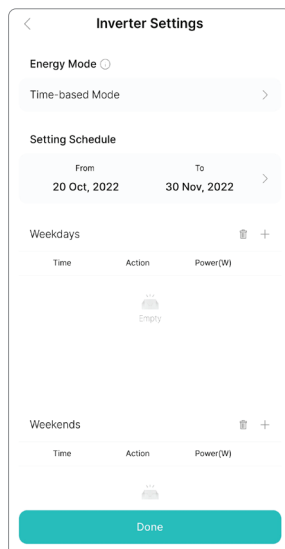 Inverter Settings
Energy Mode
Time-based Mode
Setting Schedule
From To
20 Oct, 2022 30 Nov, 2022
Weekdays
Time Action Power(W)
Empty
Weekends
Time Action Power(W)
Done